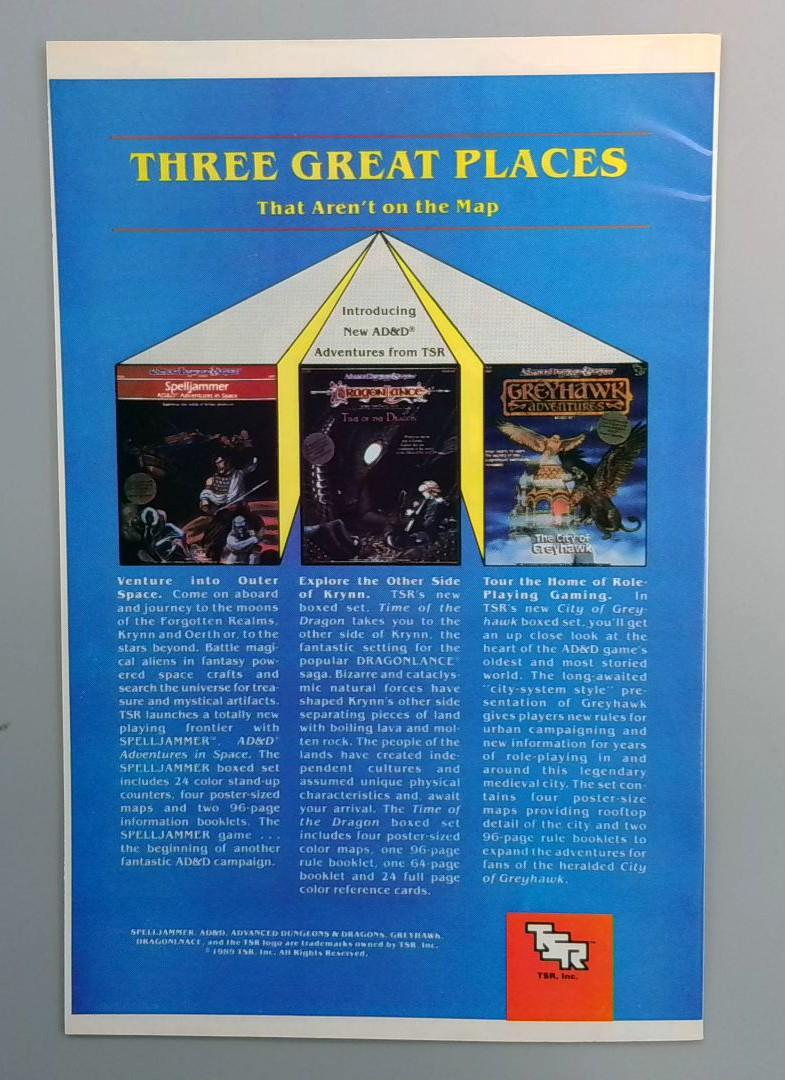 THREE GREAT PLACES
That Aren't on the Map
Introducing
New AD&D®
Adventures from TSR
Advanced Dungeons & Dragons
Spelljammer
AD&D® Adventures in Space
Advanced Dungeons & Dragons
DRAGONLANCE
TIME OF THE DRAGON
Advanced Dungeons & Dragons
GREYHAWK
ADVENTURES
The City of
Greyhawk
Venture into Outer
Space. Come on aboard
and journey to the moons
of the Forgotten Realms,
Krynn and Oerth or, to the
stars beyond. Battle magi-
cal aliens in fantasy pow-
ered space crafts and
search the universe for trea-
sure and mystical artifacts.
TSR launches a totally new
playing frontier with
SPELLJAMMER™, AD&D®
Adventures in Space. The
SPELLJAMMER boxed set
includes 24 color stand-up
counters, four poster-sized
maps and two 96-page
information booklets. The
SPELLJAMMER game . . .
the beginning of another
fantastic AD&D campaign.
Explore the Other Side
of Krynn. TSR's new
boxed set, Time of the
Dragon takes you to the
other side of Krynn, the
fantastic setting for the
popular DRAGONLANCE®
saga. Bizarre and cataclys-
mic natural forces have
shaped Krynn's other side
separating pieces of land
with boiling lava and mol-
ten rock. The people of the
lands have created inde-
pendent cultures and
assumed unique physical
characteristics and, await
your arrival. The Time of
the Dragon boxed set
includes four poster-sized
color maps, one 96-page
rule booklet, one 64-page
booklet and 24 full page
color reference cards.
Tour the Home of Role-
Playing Gaming. In
TSR's new City of Grey-
hawk boxed set, you'll get
an up close look at the
heart of the AD&D game's
oldest and most storied
world. The long-awaited
"city-system style" pre-
sentation of Greyhawk
gives players new rules for
urban campaigning and
new information for years
of role-playing in and
around this legendary
medieval city. The set con-
tains four poster-size
maps providing rooftop
detail of the city and two
96-page rule booklets to
expand the adventures for
fans of the heralded City
of Greyhawk.
SPELLJAMMER, AD&D, ADVANCED DUNGEONS & DRAGONS, GREYHAWK,
DRAGONLNACE, and the TSR logo are trademarks owned by TSR, Inc.
© 1989 TSR, Inc. All Rights Reserved.
TSR™
TSR, Inc.